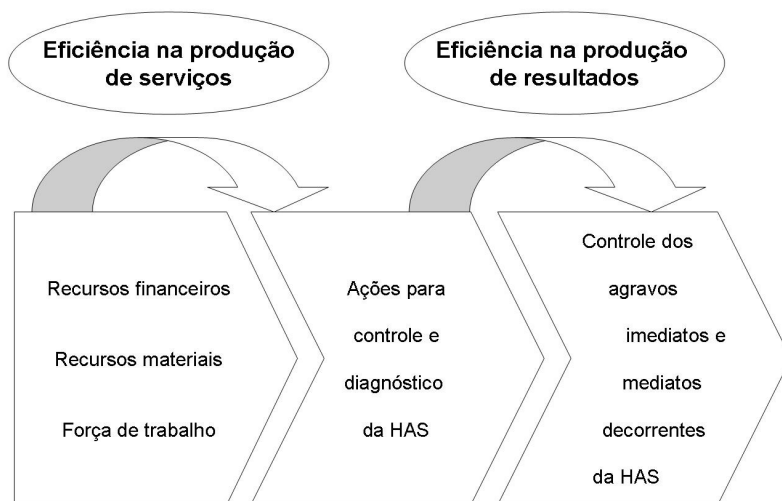 Eficiência na produção
de serviços
Eficiência na produção
de resultados
Recursos financeiros
Recursos materiais
Força de trabalho
Ações para
controle e
diagnóstico
da HAS
Controle dos
agravos
imediatos e
mediatos
decorrentes
da HAS